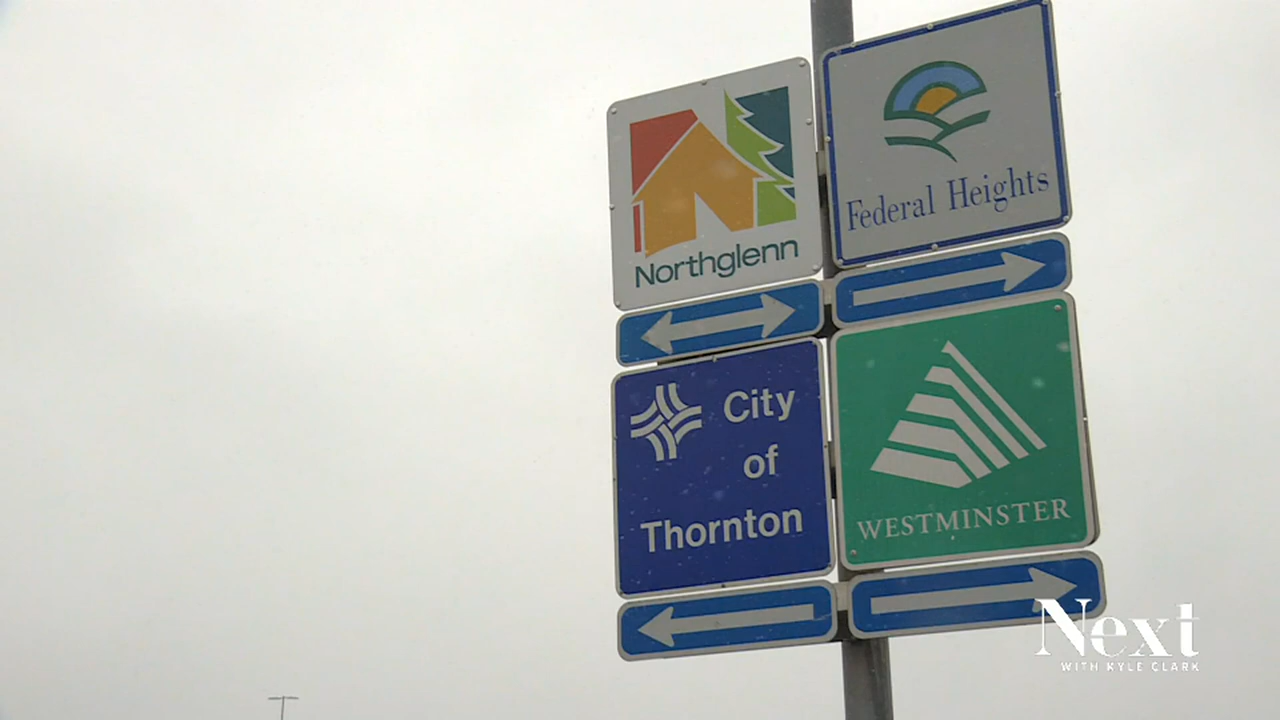 Northglenn
Federal Heights
City
of
Thornton
WESTMINSTER
Next
WITH KYLE CLARK